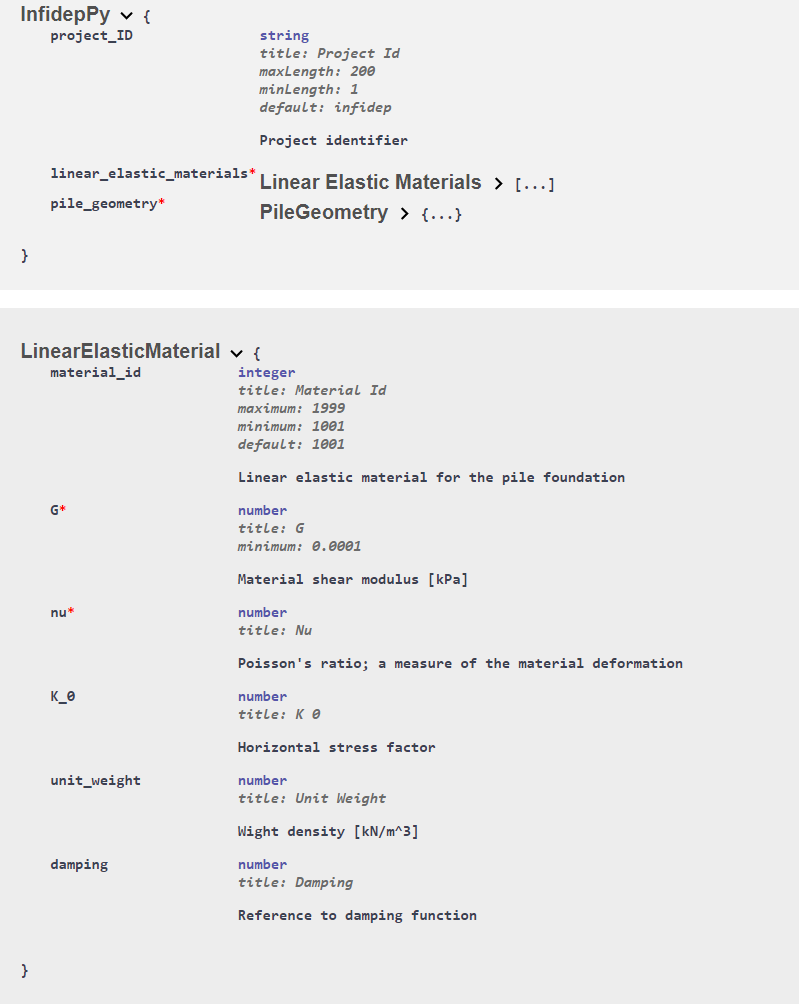 InfidepPy {
project_ID string
title: Project Id
maxLength: 200
minLength: 1
default: infidep
Project identifier
linear_elastic_materials* Linear Elastic Materials > [...]
pile_geometry* PileGeometry > {...}
}
LinearElasticMaterial {
material_id integer
title: Material Id
maximum: 1999
minimum: 1001
default: 1001
Linear elastic material for the pile foundation
G* number
title: G
minimum: 0.0001
Material shear modulus [kPa]
nu* number
title: Nu
Poisson's ratio; a measure of the material deformation
K_0 number
title: K 0
Horizontal stress factor
unit_weight number
title: Unit Weight
Wight density [kN/m^3]
damping number
title: Damping
Reference to damping function
}